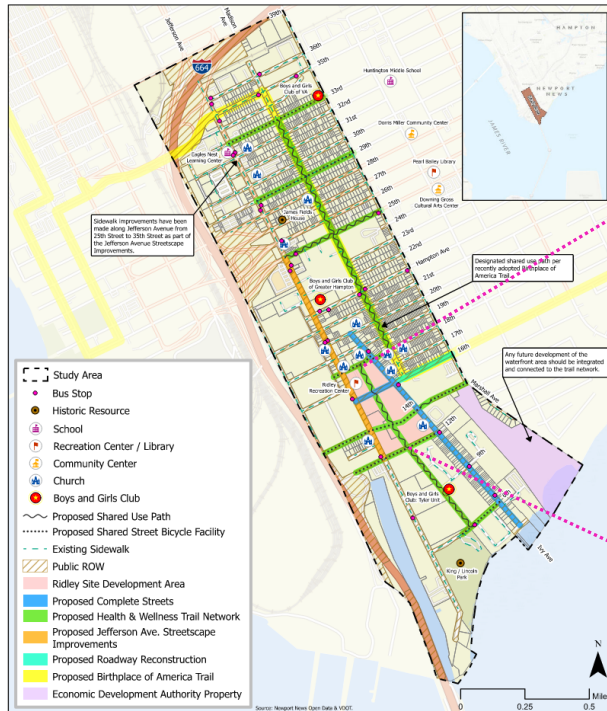 Jefferson Ave
Madison Ave
39th
36th
35th
664
33rd
32nd
31st
30th
29th
28th
27th
26th
25th
24th
23rd
22nd
Hampton Ave
21st
20th
19th
18th
17th
16th
Marshall Ave
14th
12th
9th
Ivy Ave
HAMPTON
NEWPORT
NEWS
JAMES RIVER
Huntington Middle School
Boys and Girls
Club of VA
Doris Miller Community Center
Pearl Bailey Library
Downing Gross
Cultural Arts Center
Eagles Nest
Learning Center
James Fields
House
Sidewalk improvements have been
made along Jefferson Avenue from
25th Street to 35th Street as part of
the Jefferson Avenue Streetscape
Improvements.
Designated shared use path per
recently adopted Birthplace of
America Trail
Boys and Girls Club
of Greater Hampton
Any future development of the
waterfront area should be integrated
and connected to the trail network.
Ridley
Recreation Center
Boys and Girls
Club: Tyler Unit
King / Lincoln
Park
Study Area
Bus Stop
Historic Resource
School
Recreation Center / Library
Community Center
Church
Boys and Girls Club
Proposed Shared Use Path
Proposed Shared Street Bicycle Facility
Existing Sidewalk
Public ROW
Ridley Site Development Area
Proposed Complete Streets
Proposed Health & Wellness Trail Network
Proposed Jefferson Ave. Streetscape
Improvements
Proposed Roadway Reconstruction
Proposed Birthplace of America Trail
Economic Development Authority Property
Source: Newport News Open Data & VDOT.
N
0
0.25
0.5
Mile